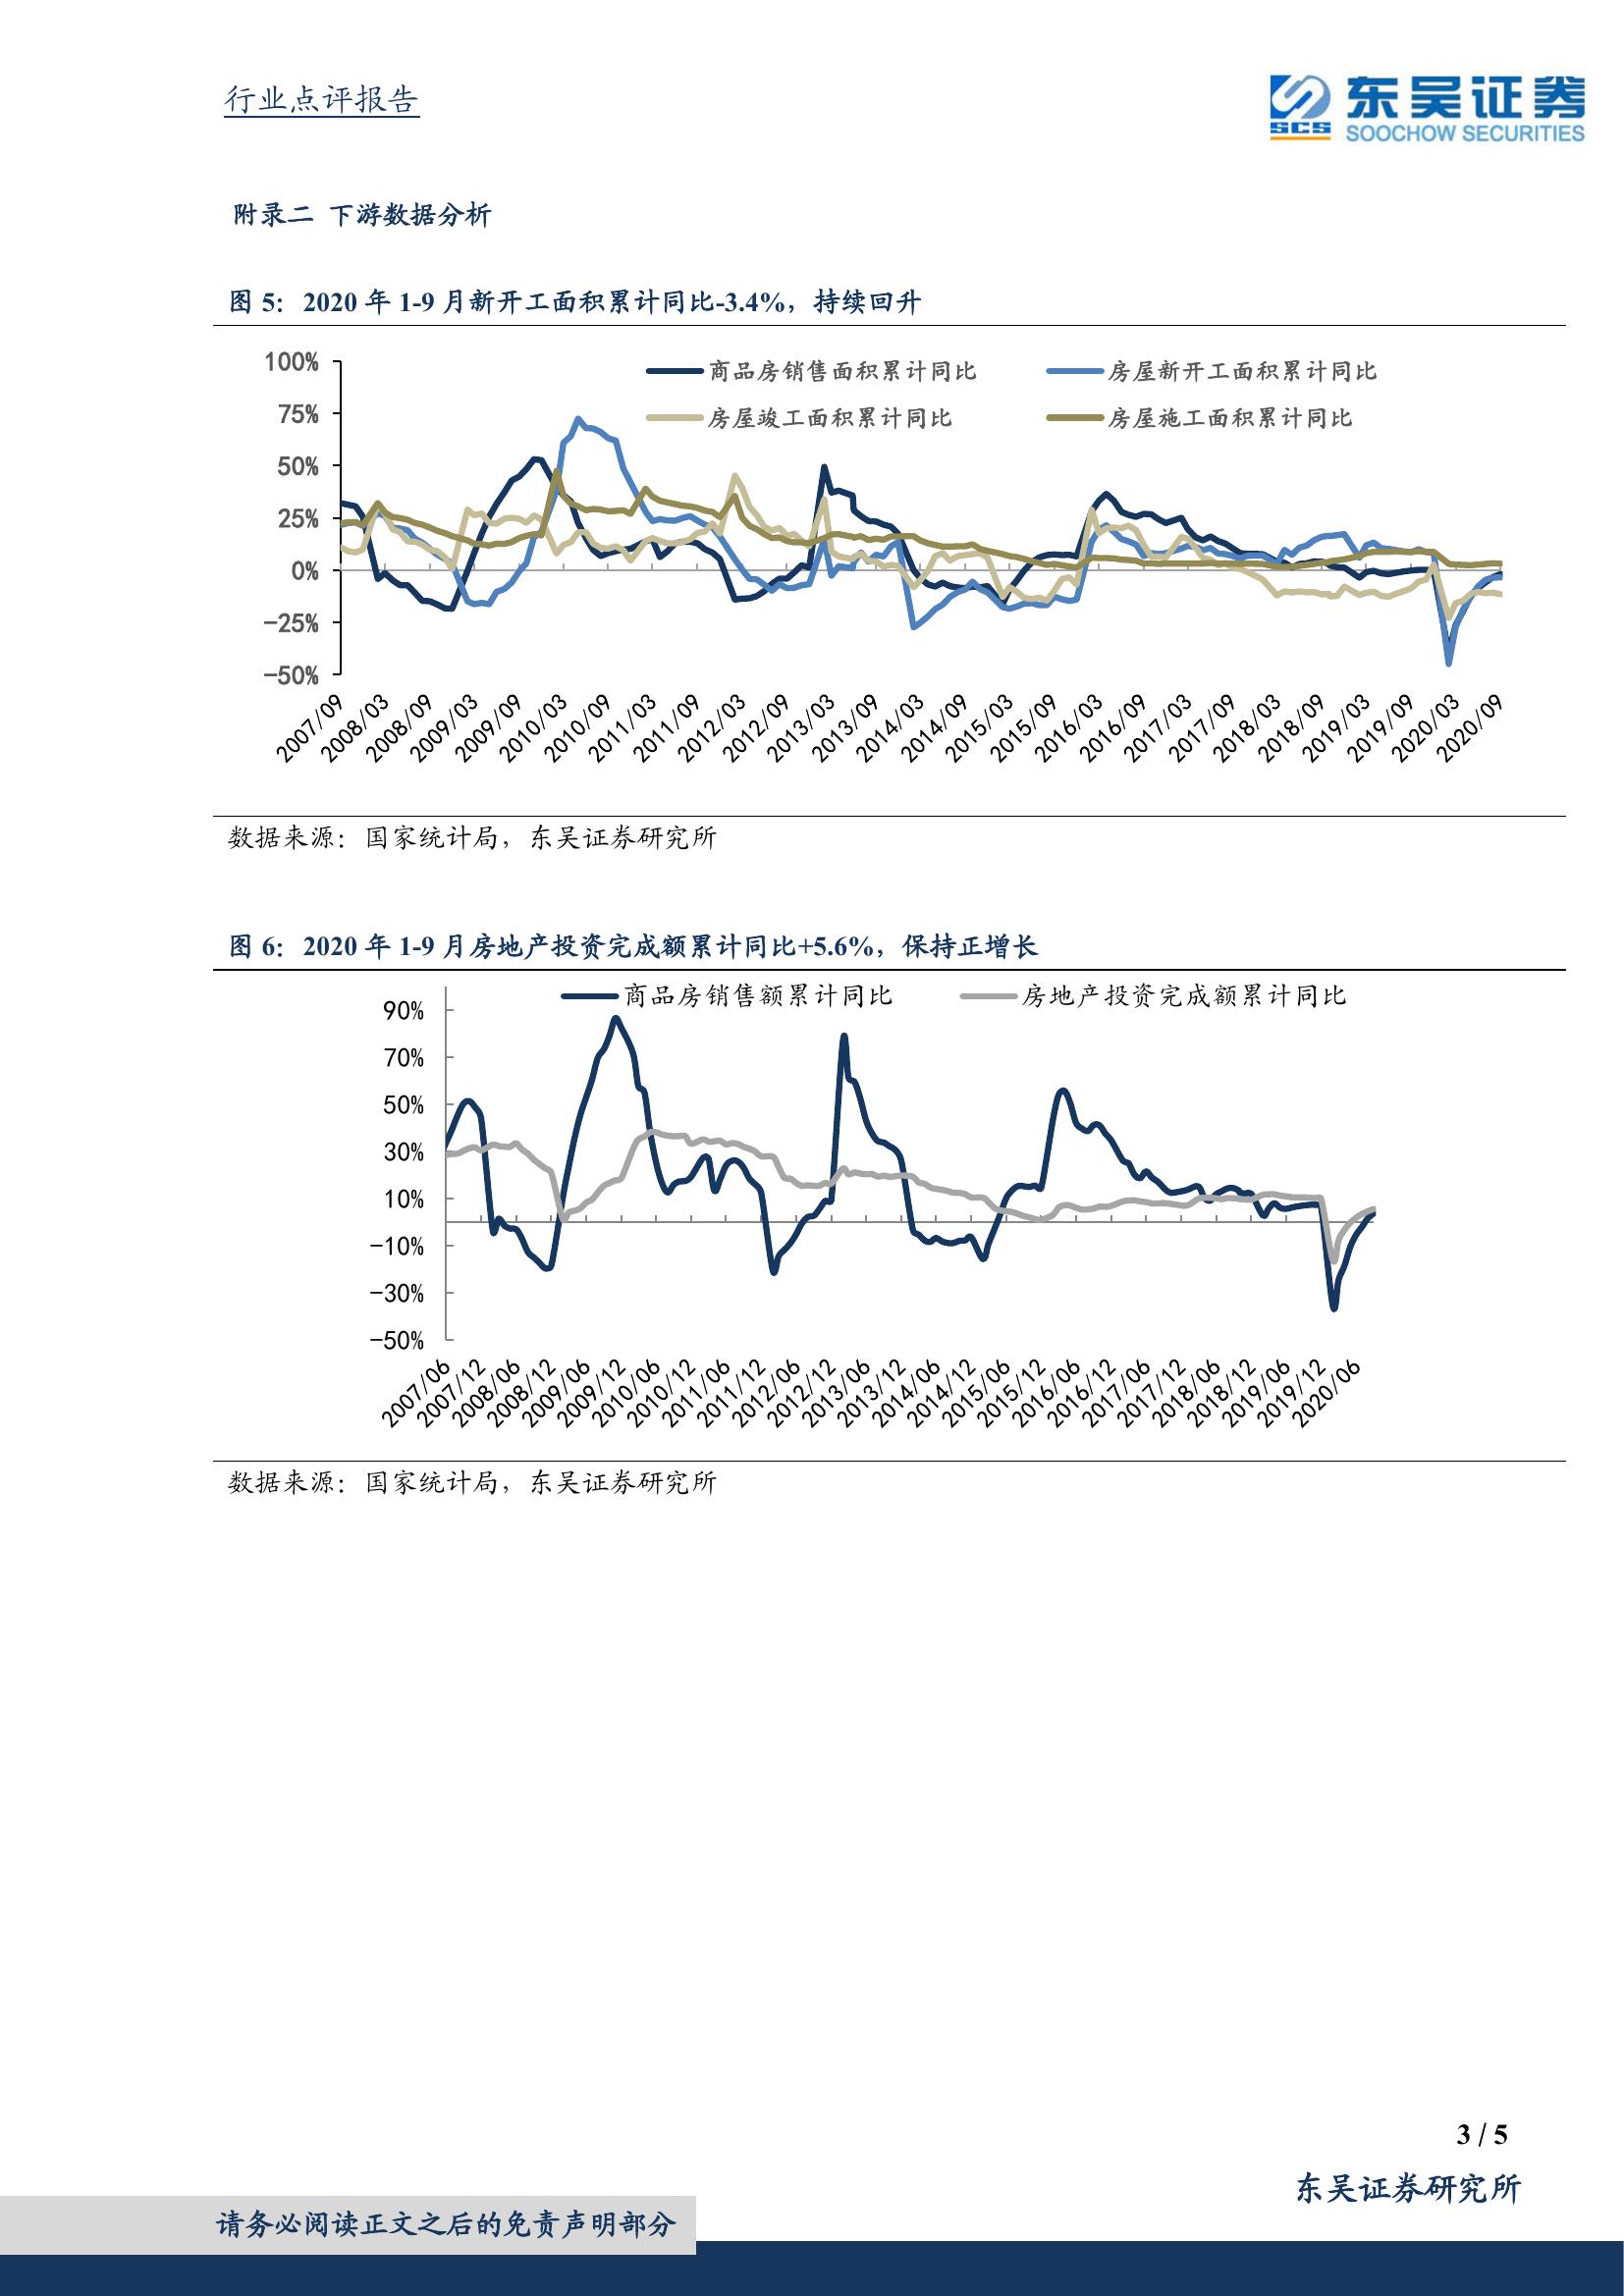 行业点评报告
SCS
东吴证券
SOOCHOW SECURITIES
附录二 下游数据分析
图 5：2020 年 1-9 月新开工面积累计同比-3.4%，持续回升
商品房销售面积累计同比 房屋新开工面积累计同比
房屋竣工面积累计同比 房屋施工面积累计同比
100%
75%
50%
25%
0%
-25%
-50%
2007/09 2008/03 2008/09 2009/03 2009/09 2010/03 2010/09 2011/03 2011/09 2012/03 2012/09 2013/03 2013/09 2014/03 2014/09 2015/03 2015/09 2016/03 2016/09 2017/03 2017/09 2018/03 2018/09 2019/03 2019/09 2020/03 2020/09
数据来源：国家统计局，东吴证券研究所
图 6：2020 年 1-9 月房地产投资完成额累计同比+5.6%，保持正增长
商品房销售额累计同比 房地产投资完成额累计同比
90%
70%
50%
30%
10%
-10%
-30%
-50%
2007/06 2007/12 2008/06 2008/12 2009/06 2009/12 2010/06 2010/12 2011/06 2011/12 2012/06 2012/12 2013/06 2013/12 2014/06 2014/12 2015/06 2015/12 2016/06 2016/12 2017/06 2017/12 2018/06 2018/12 2019/06 2019/12 2020/06
数据来源：国家统计局，东吴证券研究所
3 / 5
东吴证券研究所
请务必阅读正文之后的免责声明部分